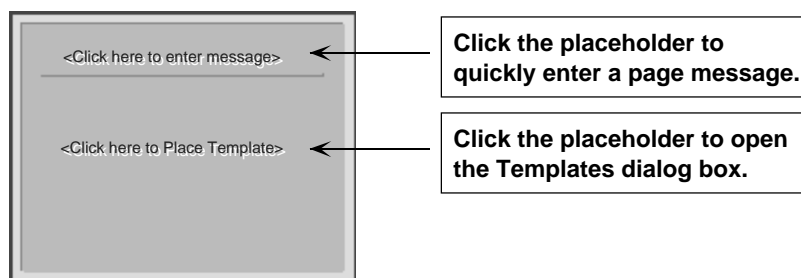 <Click here to enter message>
Click the placeholder to
quickly enter a page message.
<Click here to Place Template>
Click the placeholder to open
the Templates dialog box.